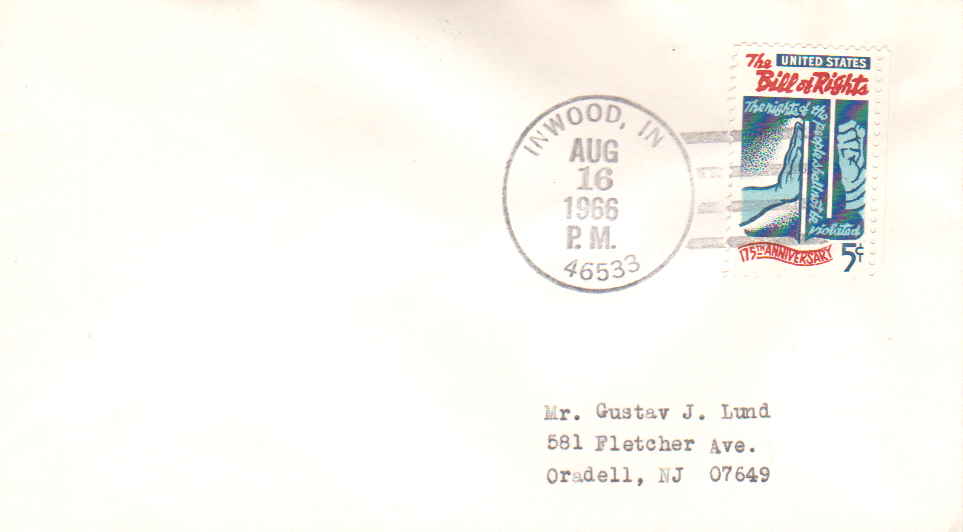 INWOOD, IN
AUG
16
1966
P.M.
46533
UNITED STATES
The
Bill of Rights
The rights of the people shall not be violated
175TH ANNIVERSARY
5¢
Mr. Gustav J. Lund
581 Fletcher Ave.
Oradell, NJ 07649